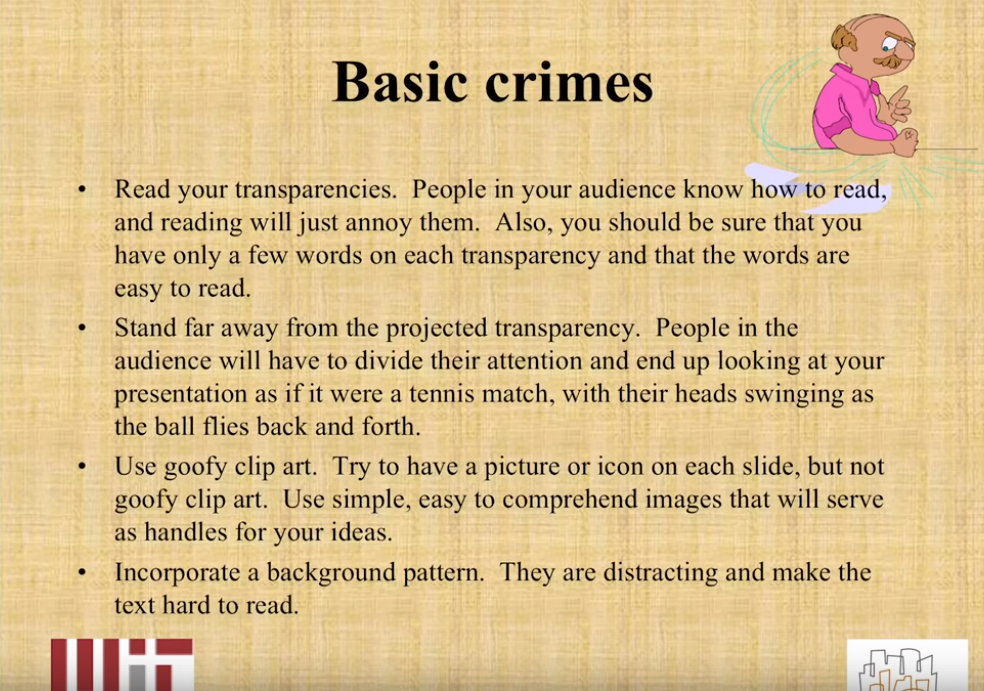 Basic crimes
• Read your transparencies. People in your audience know how to read,
and reading will just annoy them. Also, you should be sure that you
have only a few words on each transparency and that the words are
easy to read.
• Stand far away from the projected transparency. People in the
audience will have to divide their attention and end up looking at your
presentation as if it were a tennis match, with their heads swinging as
the ball flies back and forth.
• Use goofy clip art. Try to have a picture or icon on each slide, but not
goofy clip art. Use simple, easy to comprehend images that will serve
as handles for your ideas.
• Incorporate a background pattern. They are distracting and make the
text hard to read.